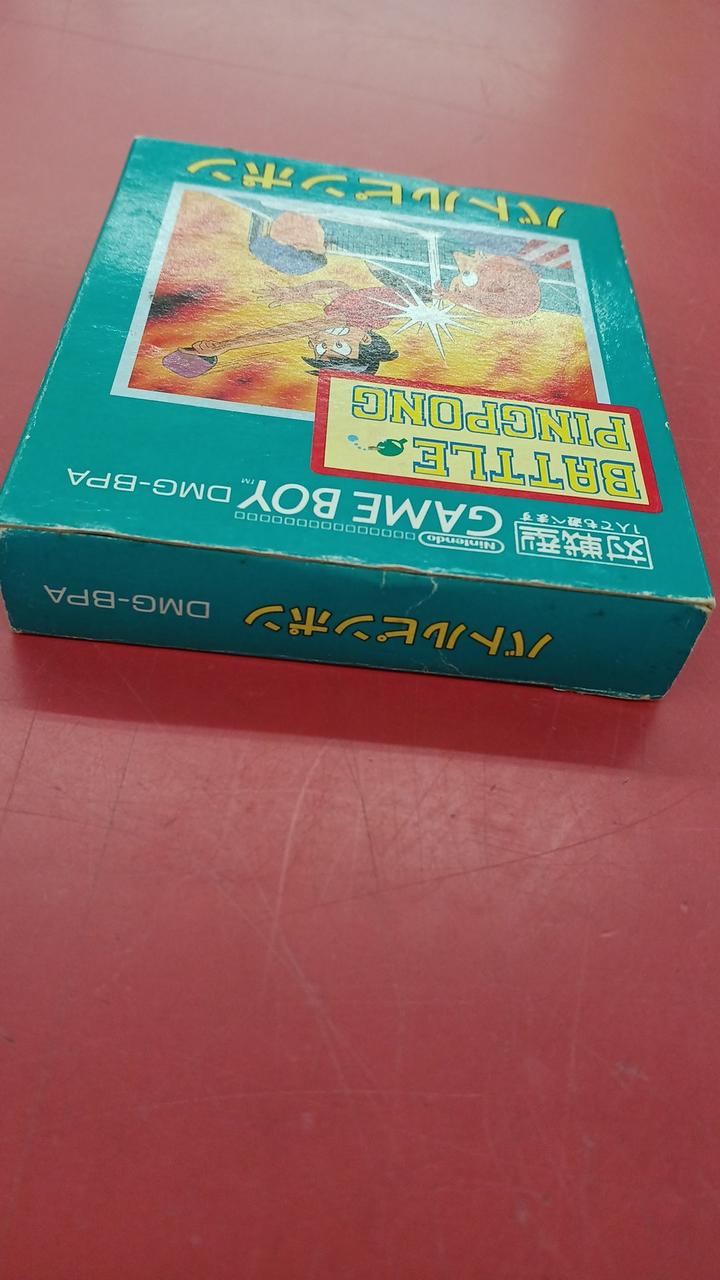 バトルピンポン
DMG-BPA
対戦型
1人でも遊べます
Nintendo
GAME BOY™
DMG-BPA
BATTLE
PINGPONG
バトルピンポン